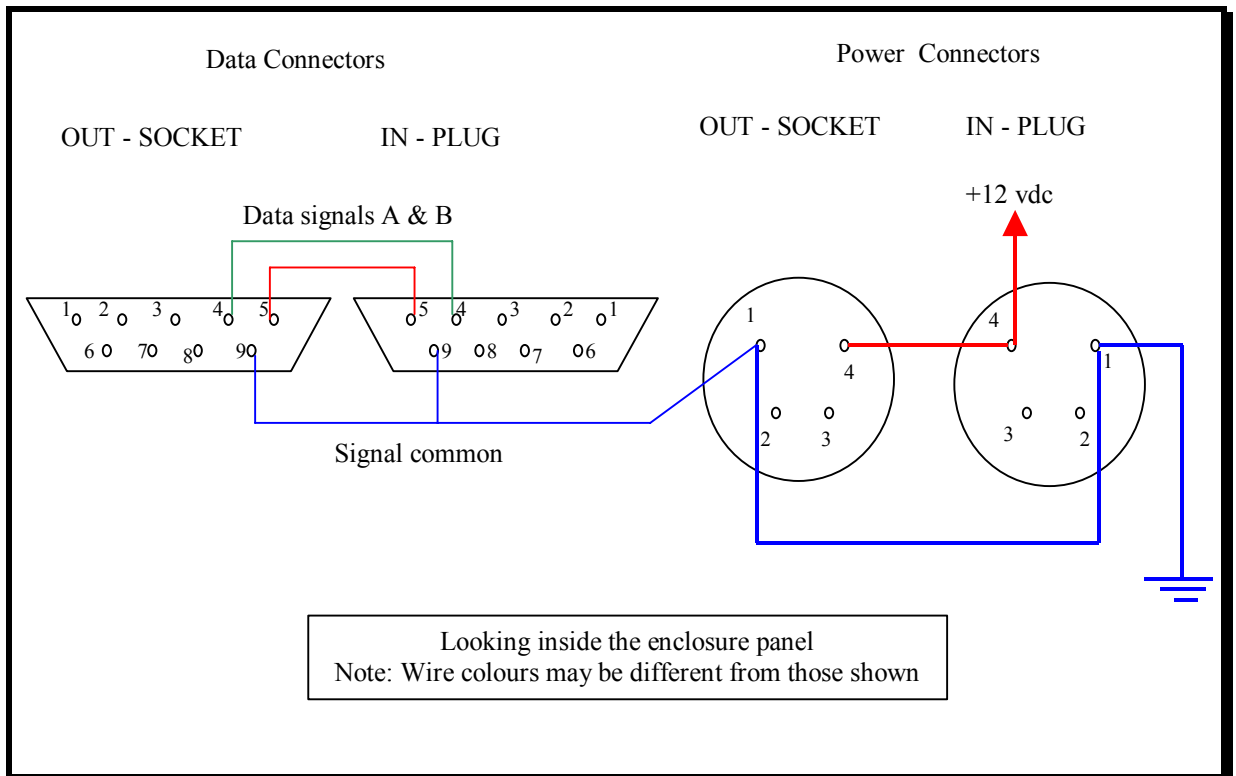 Data Connectors
Power Connectors
OUT - SOCKET
IN - PLUG
OUT - SOCKET
IN - PLUG
+12 vdc
Data signals A & B
1 2 3 4 5
5 4 3 2 1
6 7 8 9
9 8 7 6
1
4
2
3
4
1
3
2
Signal common
Looking inside the enclosure panel
Note: Wire colours may be different from those shown